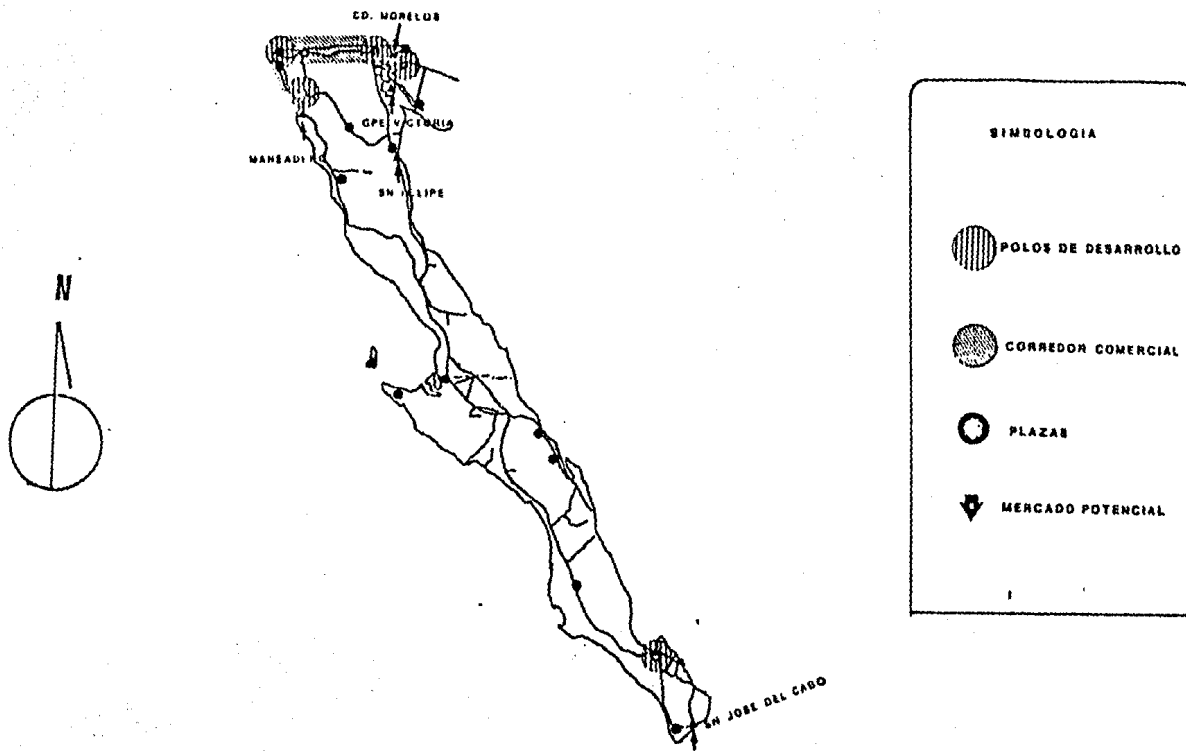 CD. MORELOS
GPE. VICTORIA
MANEADERO
SN FELIPE
N
SN JOSE DEL CABO
SIMBOLOGIA
POLOS DE DESARROLLO
CORREDOR COMERCIAL
PLAZAS
MERCADO POTENCIAL